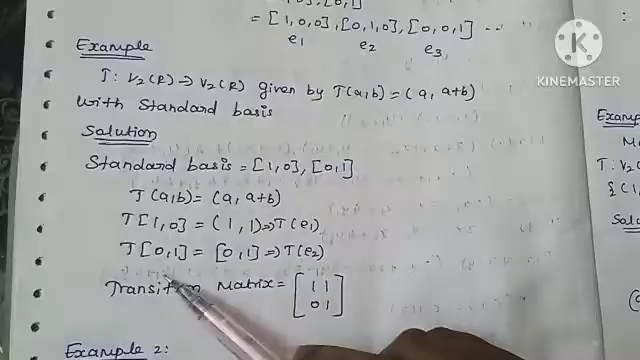 = [1,0,0], [0,1,0], [0,0,1]
e₁ e₂ e₃
Example
T: V₂(R) → V₂(R) given by T(a,b) = (a, a+b)
with standard basis
Solution
Standard basis = [1,0], [0,1]
T(a,b) = (a, a+b)
T[1,0] = (1,1) ⇒ T(e₁)
T[0,1] = [0,1] ⇒ T(e₂)
Transition Matrix = [1 1
0 1]
Example 2:
KINEMASTER
Examp
T: V₂